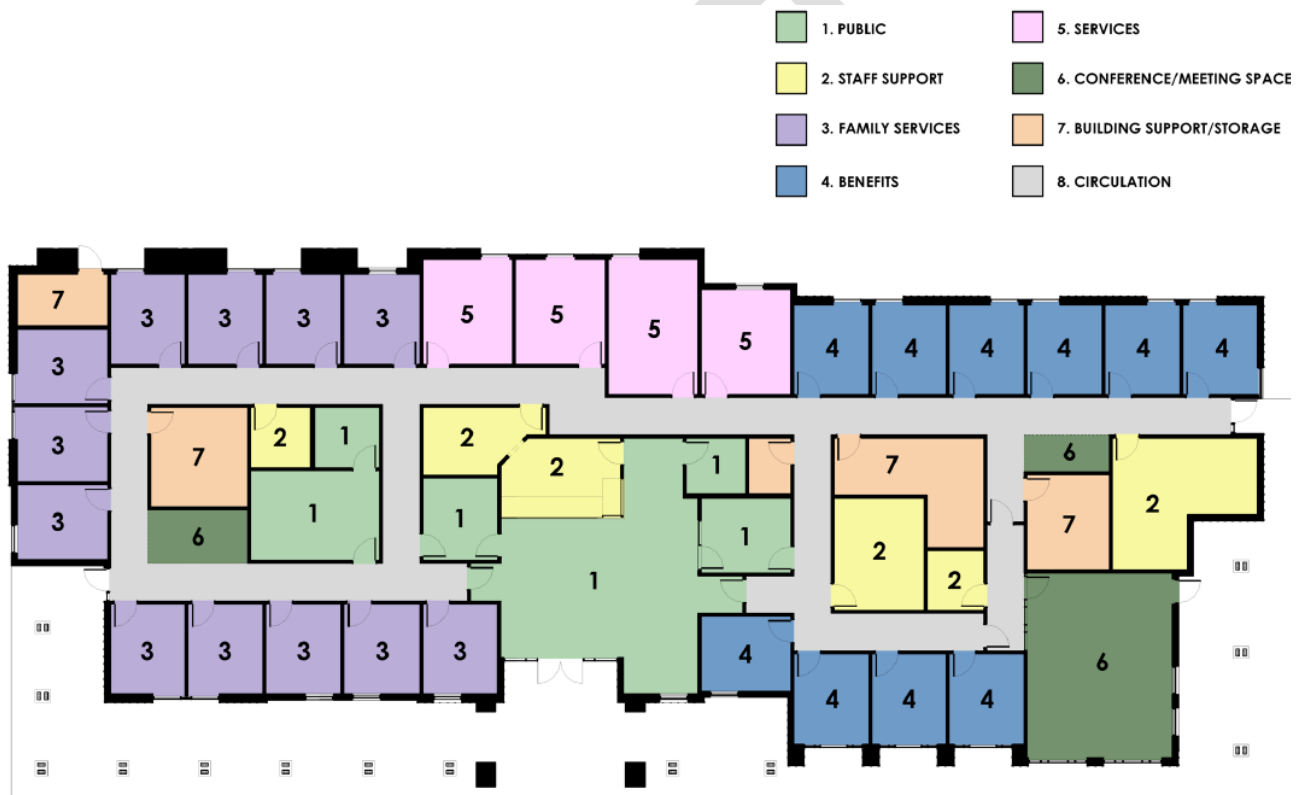 1. PUBLIC
5. SERVICES
2. STAFF SUPPORT
6. CONFERENCE/MEETING SPACE
3. FAMILY SERVICES
7. BUILDING SUPPORT/STORAGE
4. BENEFITS
8. CIRCULATION
7
3 3 3 3
5 5 5 5
4 4 4 4 4 4
3
3
3
7 2 1
1
6
2
2
1
1
1
1
7
2
2
6
7
2
3 3 3 3 3
4
4 4 4
6